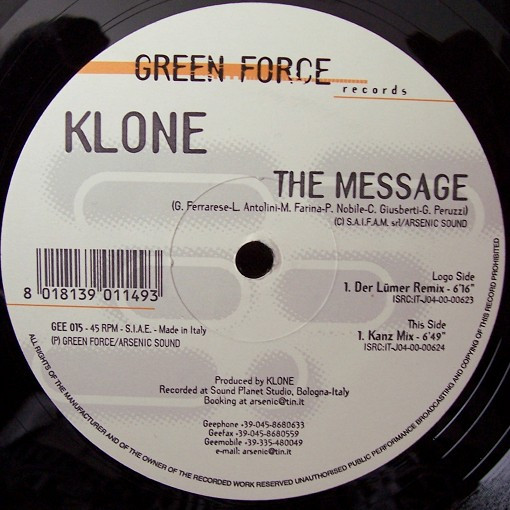 GREEN FORCE
records
KLONE
THE MESSAGE
(G. Ferrarese-L. Antolini-M. Farina-P. Nobile-C. Giusberti-G. Peruzzi)
(C) S.A.I.F.A.M. srl/ARSENIC SOUND
8 018139 011493
Logo Side
1. Der Lümer Remix - 6'16"
ISRC:IT-J04-00-00623
This Side
1. Kanz Mix - 6'49"
ISRC:IT-J04-00-00624
GEE 015 - 45 RPM - S.I.A.E. - Made in Italy
(P) GREEN FORCE/ARSENIC SOUND
Produced by KLONE
Recorded at Sound Planet Studio, Bologna-Italy
Booking at arsenic@tin.it
Geephone +39-045-8680633
Geefax +39-045-8680559
Geemobile +39-335-480049
e-mail: arsenic@tin.it
ALL RIGHTS OF THE MANUFACTURER AND OF THE OWNER OF THE RECORDED WORK RESERVED UNAUTHORISED PUBLIC PERFORMANCE BROADCASTING AND COPYING OF THIS RECORD PROHIBITED